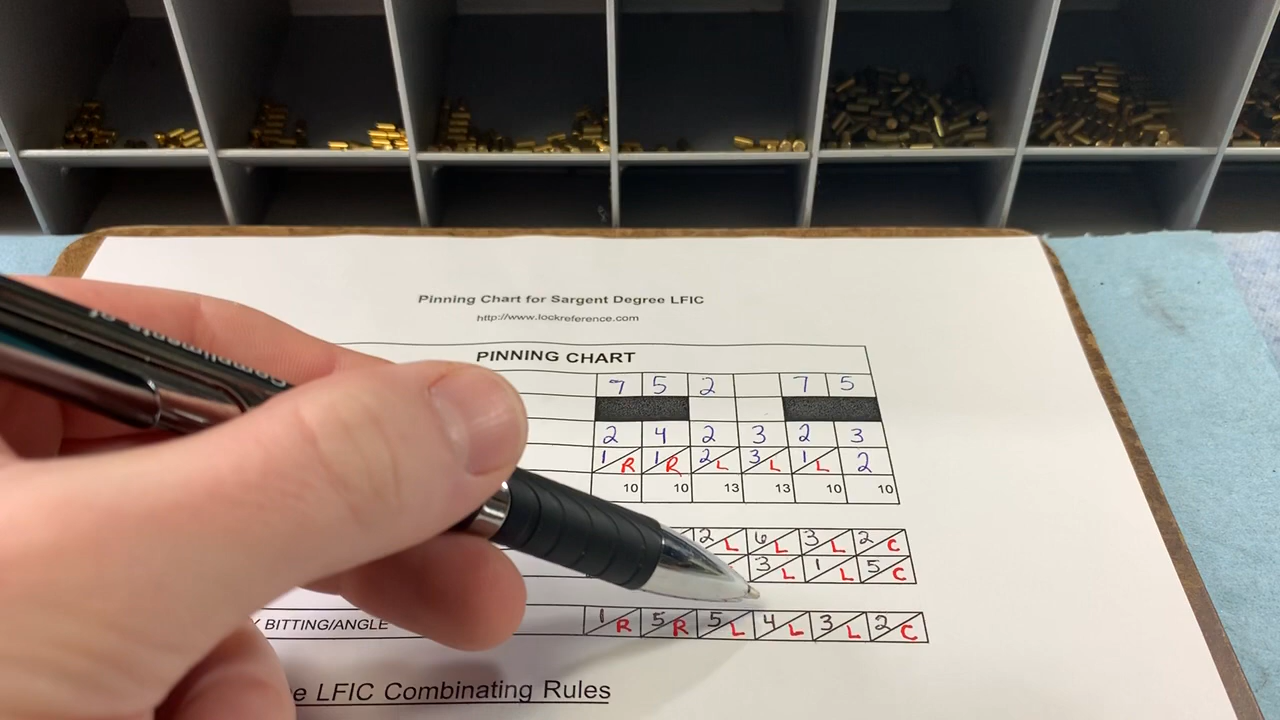 Compliments of
Pinning Chart for Sargent Degree LFIC
http://www.lockreference.com
PINNING CHART
7 5 2 7 5
2 4 2 3 2 3
1/R 1/R 2/L 3/L 1/L 2
10 10 13 13 10 10
2/L 6/L 3/L 2/C
3/L 1/L 5/C
BITTING/ANGLE 1/R 5/R 5/L 4/L 3/L 2/C
LFIC Combinating Rules